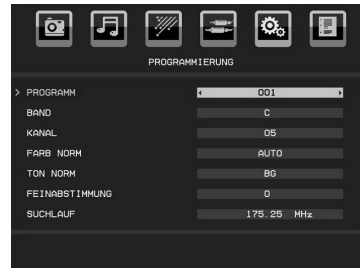 PROGRAMMIERUNG
> PROGRAMM 001
BAND C
KANAL 05
FARB NORM AUTO
TON NORM BG
FEINABSTIMMUNG 0
SUCHLAUF 175.25 MHz